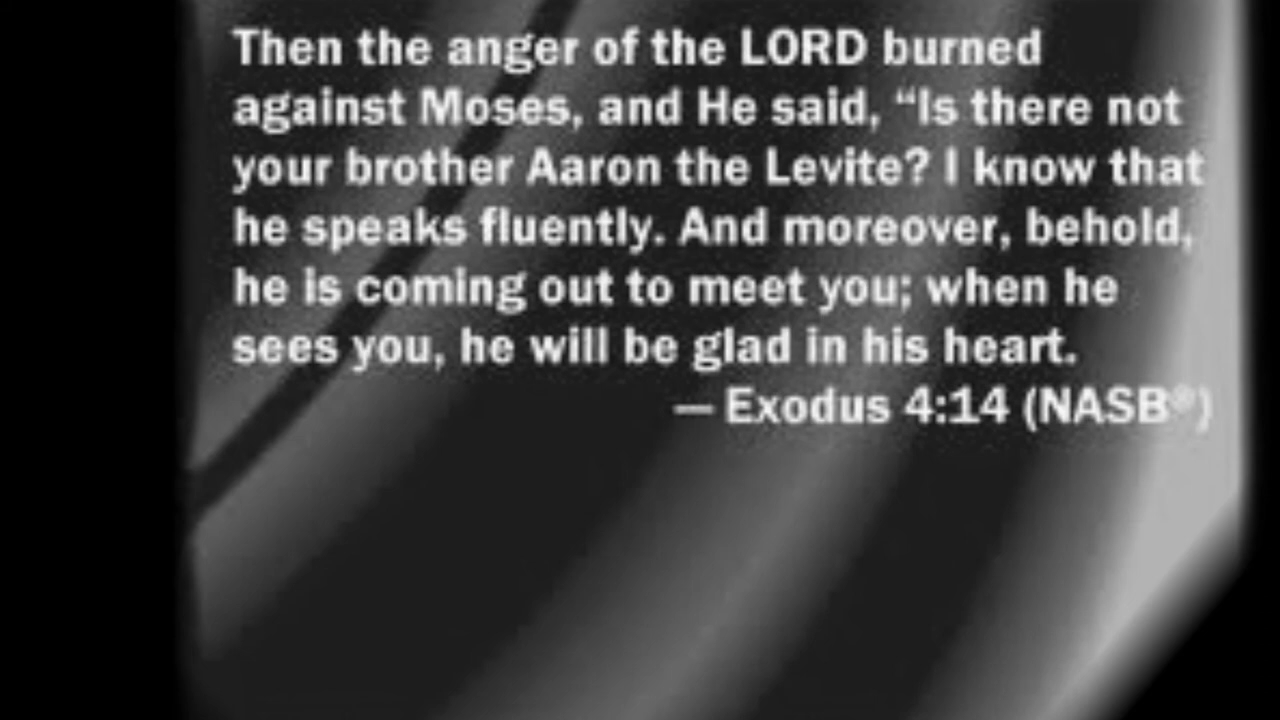 Then the anger of the LORD burned
against Moses, and He said, “Is there not
your brother Aaron the Levite? I know that
he speaks fluently. And moreover, behold,
he is coming out to meet you; when he
sees you, he will be glad in his heart.
— Exodus 4:14 (NASB®)